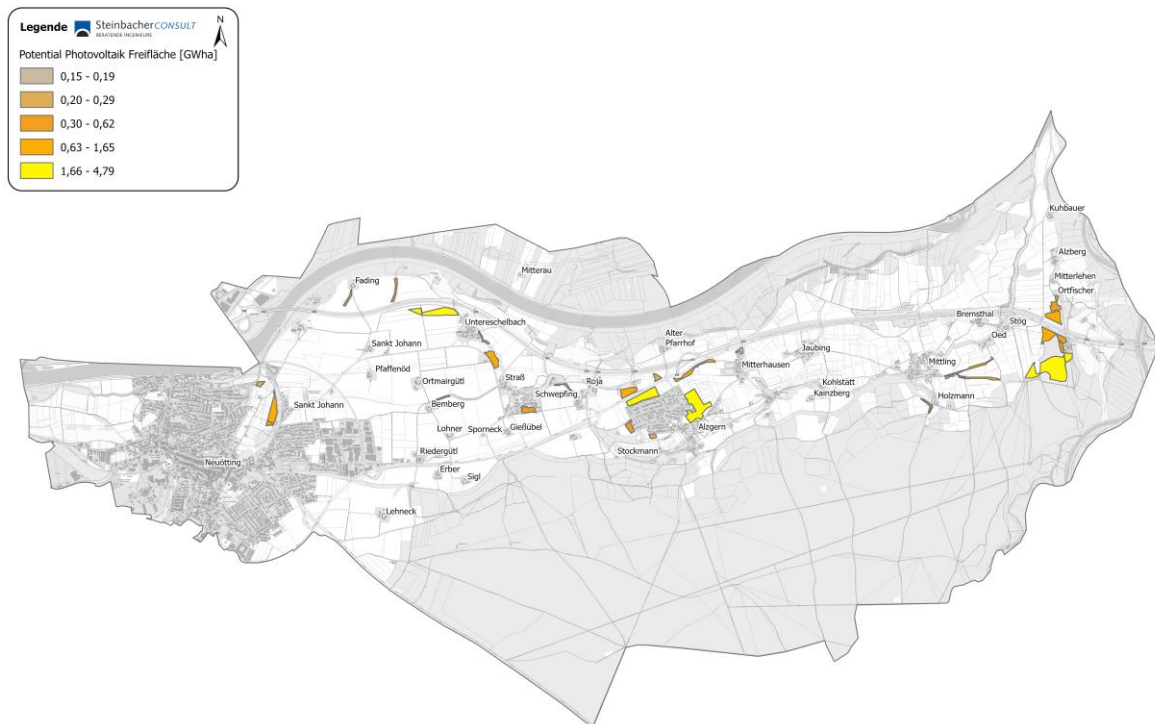 Legende
SteinbacherCONSULT
BERATENDE INGENIEURE
N
Potential Photovoltaik Freifläche [GWha]
0,15 - 0,19
0,20 - 0,29
0,30 - 0,62
0,63 - 1,65
1,66 - 4,79
Kuhbauer
Alzberg
Mitterau
Mitterlehen
Fading
Ortfischer
Untereschelbach
Bremsthal
Stög
Oed
Alter
Pfarrhof
Sankt Johann
Jaubing
Mitterhausen
Mittling
Pfaffenöd
Straß
Ortmairgütl
Roja
Kohlstatt
Schwepfing
Kainzberg
Holzmann
Sankt Johann
Bemberg
Lohner
Sporneck
Gießübel
Alzgern
Stockmann
Riedergütl
Neuötting
Erber
Sigl
Lehneck